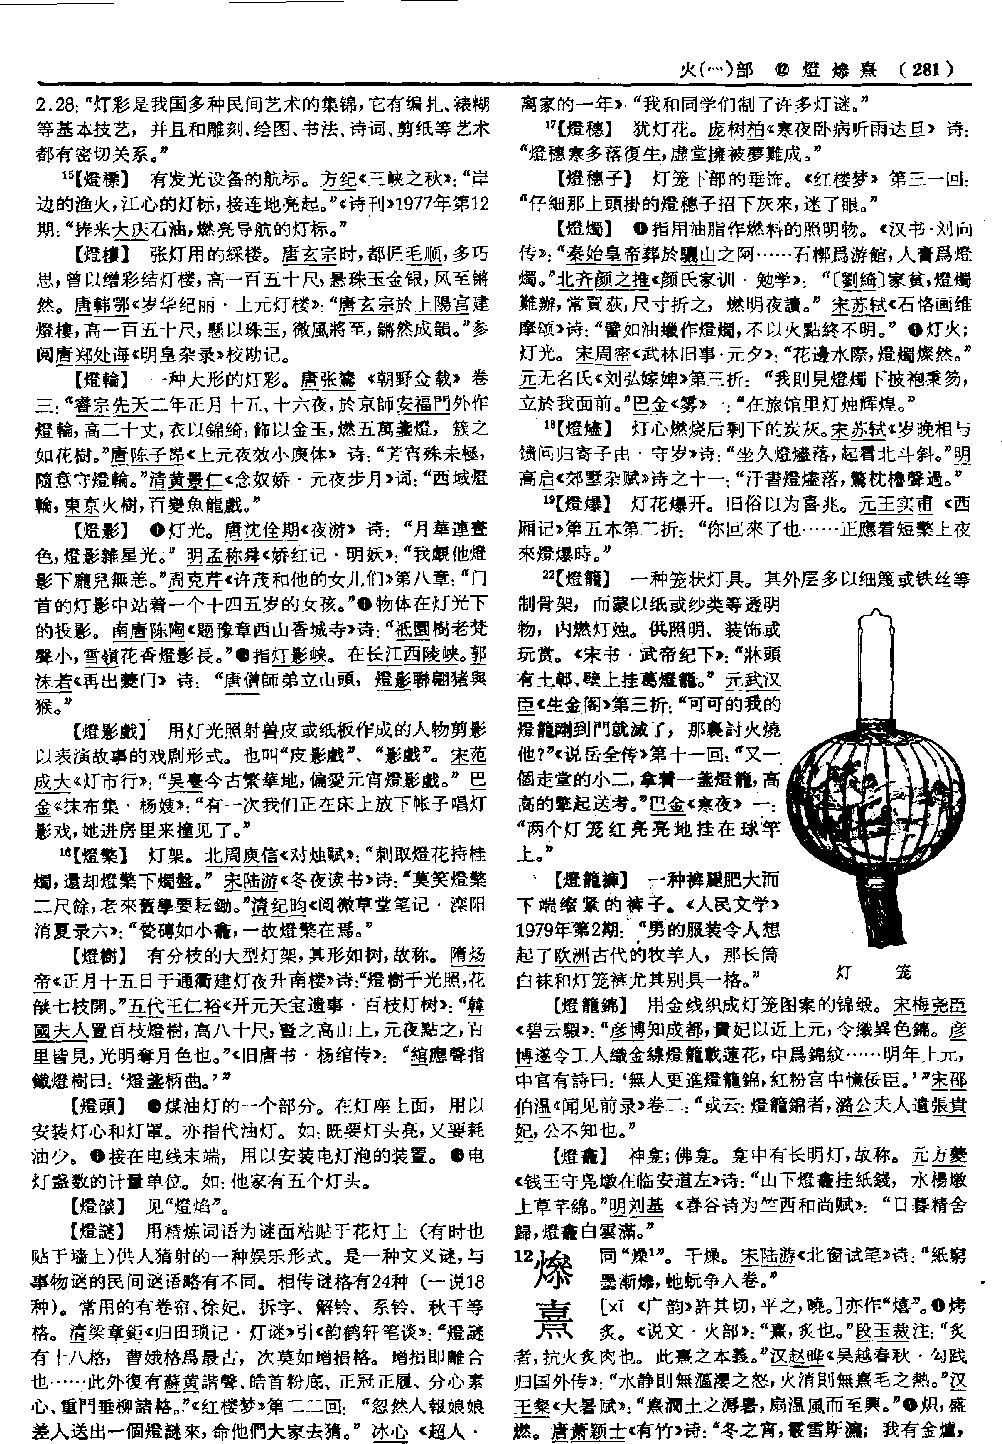 火(灬)部 ⑫ 燈 㷮 熹 (281)
2.28：“灯彩是我国多种民间艺术的集锦，它有编扎、裱糊
等基本技艺，并且和雕刻、绘图、书法、诗词、剪纸等艺术
都有密切关系。”
15【燈標】 有发光设备的航标。方纪《三峡之秋》：“岸
边的渔火，江心的灯标，接连地亮起。”《诗刊》1977年第12
期：“捧来大庆石油，燃亮导航的灯标。”
【燈樓】 张灯用的綵楼。唐玄宗时，都匠毛顺，多巧
思，曾以缯彩结灯楼，高一百五十尺，悬珠玉金银，风至锵
然。唐韩鄂《岁华纪丽·上元灯楼》：“唐玄宗於上陽宫建
燈樓，高一百五十尺，懸以珠玉，微風將至，鏘然成韻。”参
阅唐郑处诲《明皇杂录》校勘记。
【燈輪】 一种大形的灯彩。唐张鷟《朝野佥载》卷
三：“睿宗先天二年正月十五、十六夜，於京師安福門外作
燈輪，高二十丈，衣以錦綺，飾以金玉，燃五萬盞燈，簇之
如花樹。”唐陈子昂《上元夜效小庾体》诗：“芳宵殊未極，
隨意守燈輪。”清黄景仁《念奴娇·元夜步月》词：“西域燈
輪，東京火樹，百變魚龍戲。”
【燈影】 ❶灯光。唐沈佺期《夜游》诗：“月華連晝
色，燈影雜星光。”明孟称舜《娇红记·明妖》：“我覷他燈
影下龐兒無恙。”周克芹《许茂和他的女儿们》第八章：“门
首的灯影中站着一个十四五岁的女孩。”❷物体在灯光下
的投影。南唐陈陶《题豫章西山香城寺》诗：“祇園樹老梵
聲小，雪嶺花香燈影長。”❸指灯影峡。在长江西陵峡。郭
沫若《再出夔门》诗：“唐僧師弟立山頭，燈影聯翩猪與
猴。”
【燈影戲】 用灯光照射兽皮或纸板作成的人物剪影
以表演故事的戏剧形式。也叫“皮影戲”、“影戲”。宋范
成大《灯市行》：“吴臺今古繁華地，偏愛元宵燈影戲。”巴
金《抹布集·杨嫂》：“有一次我们正在床上放下帐子唱灯
影戏，她进房里来撞见了。”
16【燈檠】 灯架。北周庾信《对烛赋》：“刺取燈花持桂
燭，還却燈檠下燭盤。”宋陆游《冬夜读书》诗：“莫笑燈檠
二尺餘，老來舊學要耘鋤。”清纪昀《阅微草堂笔记·滦阳
消夏录六》：“甃磚如小龕，一故燈檠在焉。”
【燈樹】 有分枝的大型灯架，其形如树，故称。隋炀
帝《正月十五日于通衢建灯夜升南楼》诗：“燈樹千光照，花
燄七枝開。”五代王仁裕《开元天宝遗事·百枝灯树》：“韓
國夫人置百枝燈樹，高八十尺，豎之高山上，元夜點之，百
里皆見，光明奪月色也。”《旧唐书·杨绾传》：“綰應聲指
鐵燈樹曰：‘燈盞柄曲。’”
【燈頭】 ❶煤油灯的一个部分。在灯座上面，用以
安装灯心和灯罩。亦指代油灯。如：既要灯头亮，又要耗
油少。❷接在电线末端，用以安装电灯泡的装置。❸电
灯盏数的计量单位。如：他家有五个灯头。
【燈燄】 见“灯焰”。
【燈謎】 用精炼词语为谜面粘贴于花灯上（有时也
贴于墙上）供人猜射的一种娱乐形式。是一种文义谜，与
事物谜的民间谜语略有不同。相传谜格有24种（一说18
种）。常用的有卷帘、徐妃、拆字、解铃、系铃、秋千等
格。清梁章鉅《归田琐记·灯谜》引《韵鹤轩笔谈》：“燈謎
有十八格，曹娥格爲最古，次莫如增損格。增損即離合
也……此外復有蘇黄諧聲、皓首粉底、正冠正履、分心素
心、重門垂柳諸格。”《红楼梦》第二二回：“忽然人報娘娘
差人送出一個燈謎來，命他們大家去猜。”冰心《超人·
离家的一年》：“我和同学们制了许多灯谜。”
17【燈穗】 犹灯花。庞树柏《寒夜卧病听雨达旦》诗：
“燈穗寒多落復生，虚堂擁被夢難成。”
【燈穗子】 灯笼下部的垂饰。《红楼梦》第三一回：
“仔細那上頭掛的燈穗子招下灰來，迷了眼。”
【燈燭】 ❶指用油脂作燃料的照明物。《汉书·刘向
传》：“秦始皇帝葬於驪山之阿……石槨爲游館，人膏爲燈
燭。”北齐颜之推《颜氏家训·勉学》：“〔劉綺〕家貧，燈燭
難辦，常買荻，尺寸折之，燃明夜讀。”宋苏轼《石恪画维
摩颂》诗：“譬如油蠟作燈燭，不以火點終不明。”❷灯火；
灯光。宋周密《武林旧事·元夕》：“花邊水際，燈燭燦然。”
元无名氏《刘弘嫁婢》第三折：“我則見燈燭下披袍秉笏，
立於我面前。”巴金《雾》一：“在旅馆里灯烛辉煌。”
18【燈燼】 灯心燃烧后剩下的炭灰。宋苏轼《岁晚相与
馈问归寄子由·守岁》诗：“坐久燈燼落，起看北斗斜。”明
高启《郊墅杂赋》诗之十一：“汗書燈燼落，驚枕櫓聲過。”
19【燈爆】 灯花爆开。旧俗以为喜兆。元王实甫《西
厢记》第五本第二折：“你回來了也……正應着短檠上夜
來燈爆時。”
22【燈籠】 一种笼状灯具。其外层多以细篾或铁丝等
制骨架，而蒙以纸或纱类等透明
物，内燃灯烛。供照明、装饰或
玩赏。《宋书·武帝纪下》：“牀頭
有土鄣，壁上挂葛燈籠。”元武汉
臣《生金阁》第三折：“可可的我的
燈籠剛到門就滅了，那裏討火燒
他？”《说岳全传》第十一回：“又一
個走堂的小二，拿着一盞燈籠，高
高的擎起送考。”巴金《寒夜》一：
“两个灯笼红亮亮地挂在球竿
上。”
【燈籠褲】 一种裤腿肥大而
下端缩紧的裤子。《人民文学》
1979年第2期：“男的服装令人想
起了欧洲古代的牧羊人，那长筒
白袜和灯笼裤尤其别具一格。”
灯 笼
【燈籠錦】 用金线织成灯笼图案的锦缎。宋梅尧臣
《碧云騢》：“彦博知成都，貴妃以近上元，令織異色錦。彦
博遂令工人織金線燈籠載蓮花，中爲錦紋……明年上元，
中官有詩曰：‘無人更進燈籠錦，紅粉宫中憶佞臣。’”宋邵
伯温《闻见前录》卷二：“或云：燈籠錦者，潞公夫人遺張貴
妃，公不知也。”
【燈龕】 神龛；佛龛。龛中有长明灯，故称。元方夔
《钱王守凫墩在临安道左》诗：“山下燈龕挂紙錢，水楊墩
上草芊綿。”明刘基《春谷诗为竺西和尚赋》：“日暮精舍
歸，燈龕白雲滿。”
12㷮 同“燥1”。干燥。宋陆游《北窗试笔》诗：“紙窮
墨漸㷮，虵蚖争入卷。”
熹 [xī 《广韵》許其切，平之，曉。]亦作“熺”。❶烤
炙。《说文·火部》：“熹，炙也。”段玉裁注：“炙
者，抗火炙肉也。此熹之本義。”汉赵晔《吴越春秋·勾践
归国外传》：“水静則無漚瀴之怒，火消則無熹毛之熱。”汉
王粲《大暑赋》：“熹潤土之溽暑，扇温風而至興。”❷炽，盛
燃。唐萧颖士《有竹》诗：“冬之宵，霰雪斯瀌；我有金爐，